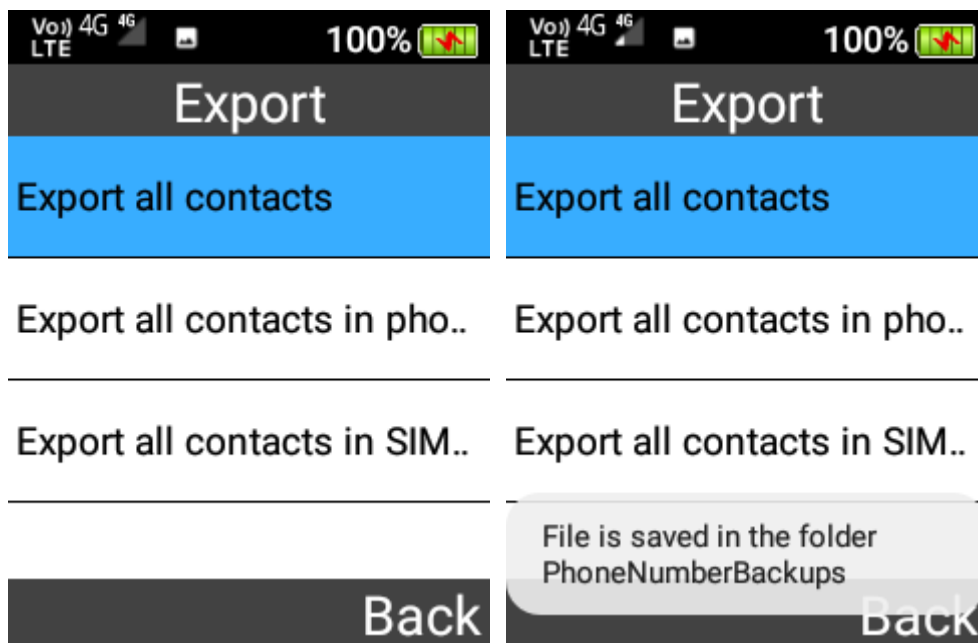 Vo)) 4G 4G
LTE
100%
Export
Export all contacts
Export all contacts in pho..
Export all contacts in SIM..
Back
Vo)) 4G 4G
LTE
100%
Export
Export all contacts
Export all contacts in pho..
Export all contacts in SIM..
File is saved in the folder
PhoneNumberBackups
Back